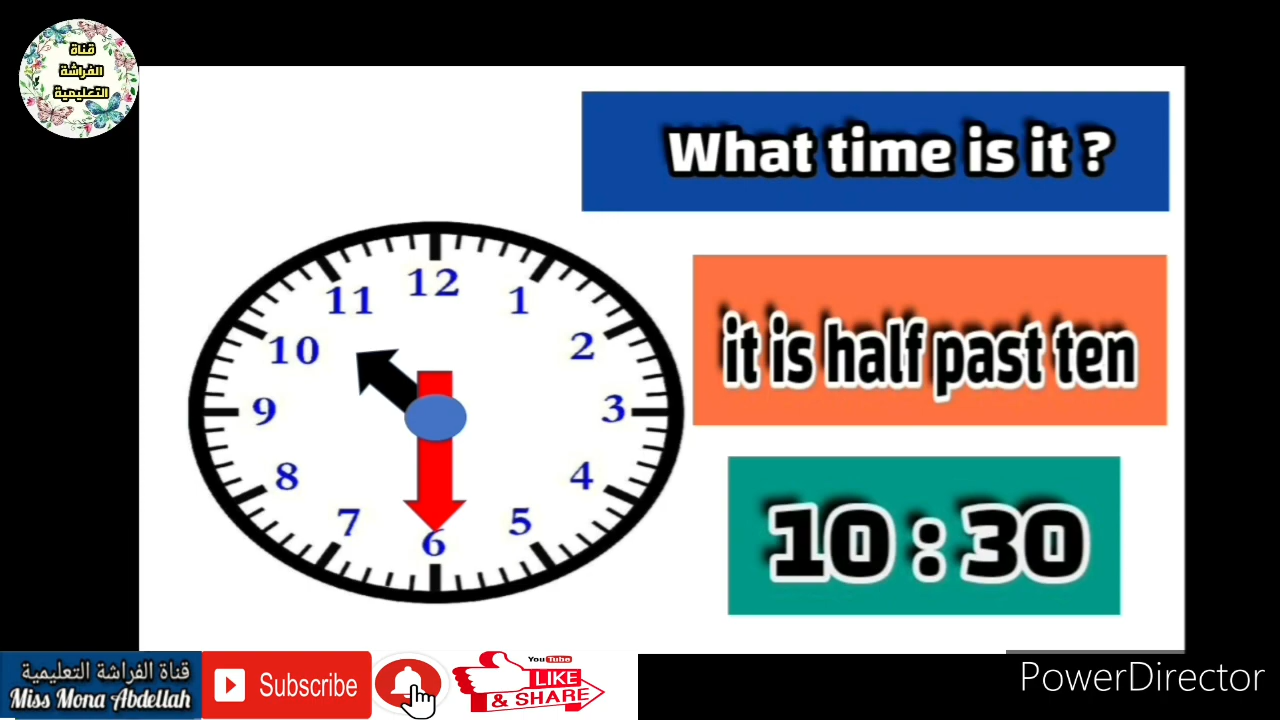 قناة
الفراشة
التعليمية
What time is it ?
it is half past ten
10 : 30
12
11
1
10
2
9
3
8
4
7
5
6
قناة الفراشة التعليمية
Miss Mona Abdellah
Subscribe
YouTube
LIKE
& SHARE
PowerDirector